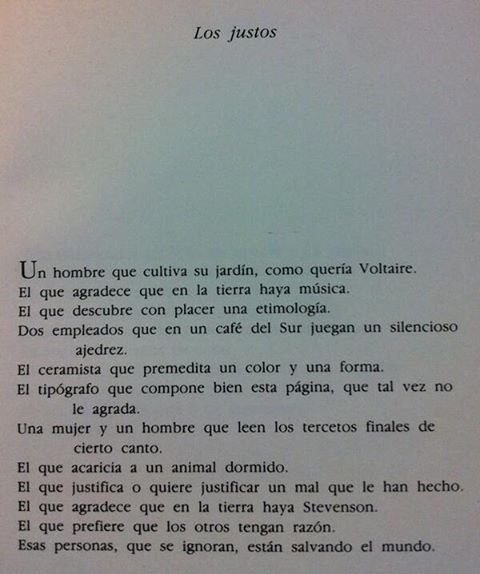 Los justos
Un hombre que cultiva su jardín, como quería Voltaire.
El que agradece que en la tierra haya música.
El que descubre con placer una etimología.
Dos empleados que en un café del Sur juegan un silencioso
ajedrez.
El ceramista que premedita un color y una forma.
El tipógrafo que compone bien esta página, que tal vez no
le agrada.
Una mujer y un hombre que leen los tercetos finales de
cierto canto.
El que acaricia a un animal dormido.
El que justifica o quiere justificar un mal que le han hecho.
El que agradece que en la tierra haya Stevenson.
El que prefiere que los otros tengan razón.
Esas personas, que se ignoran, están salvando el mundo.